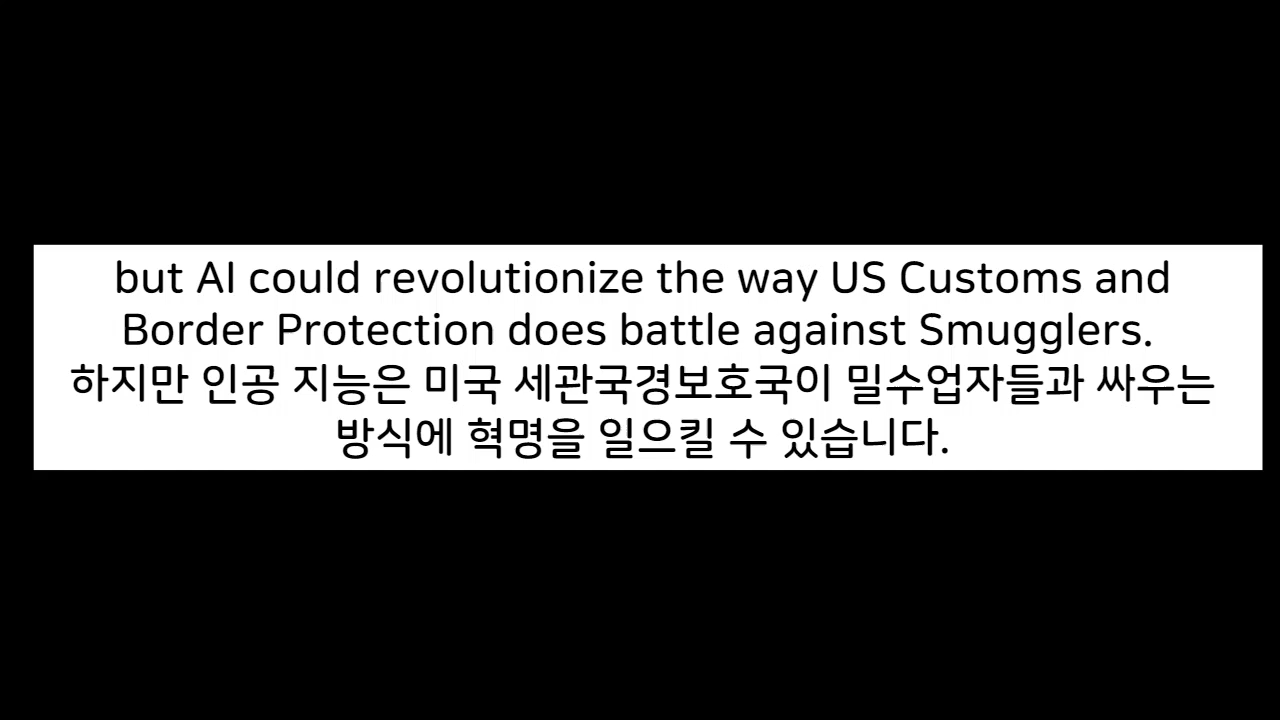 but AI could revolutionize the way US Customs and
Border Protection does battle against Smugglers.
하지만 인공 지능은 미국 세관국경보호국이 밀수업자들과 싸우는
방식에 혁명을 일으킬 수 있습니다.